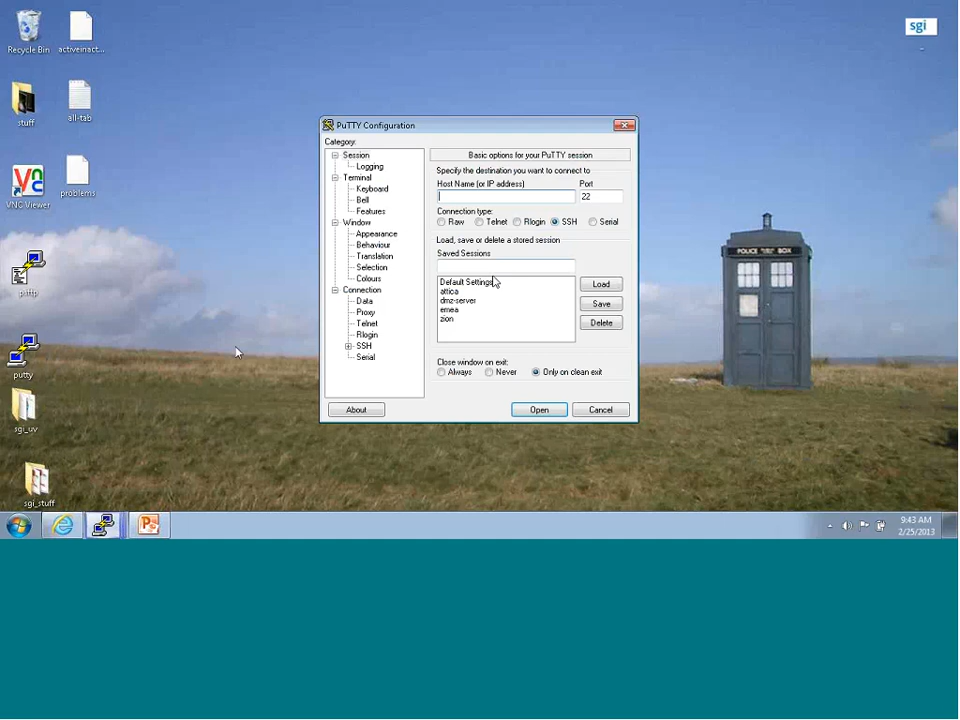 Recycle Bin
activeinact...
sgi
stuff
all-tab
VNC Viewer
problems
psftp
putty
sgi_uv
sgi_stuff
PuTTY Configuration
Category:
Session
Logging
Terminal
Keyboard
Bell
Features
Window
Appearance
Behaviour
Translation
Selection
Colours
Connection
Data
Proxy
Telnet
Rlogin
SSH
Serial
Basic options for your PuTTY session
Specify the destination you want to connect to
Host Name (or IP address) Port
22
Connection type:
Raw Telnet Rlogin SSH Serial
Load, save or delete a stored session
Saved Sessions
Default Settings
attica
dmz-server
emea
zion
Load
Save
Delete
Close window on exit:
Always Never Only on clean exit
About Open Cancel
9:43 AM
2/25/2013